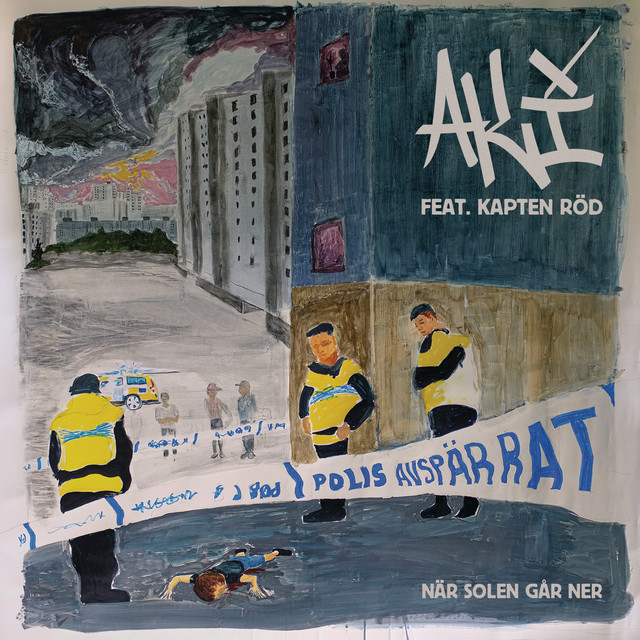 AKI
FEAT. KAPTEN RÖD
POLIS AVSPÄRRAT
NÄR SOLEN GÅR NER